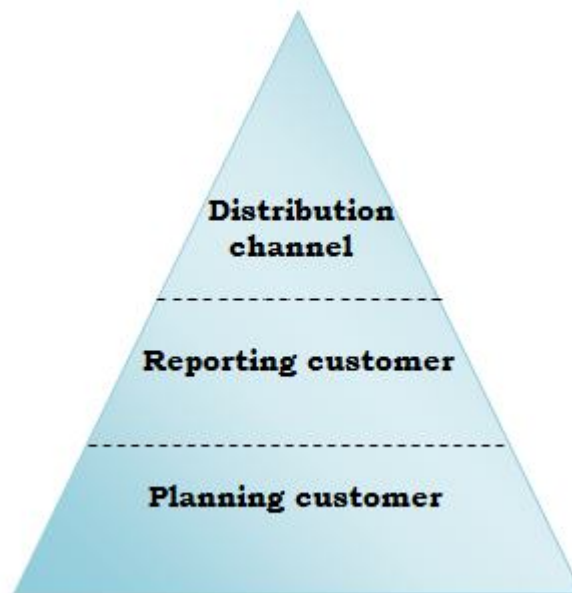 Distribution
channel
Reporting customer
Planning customer